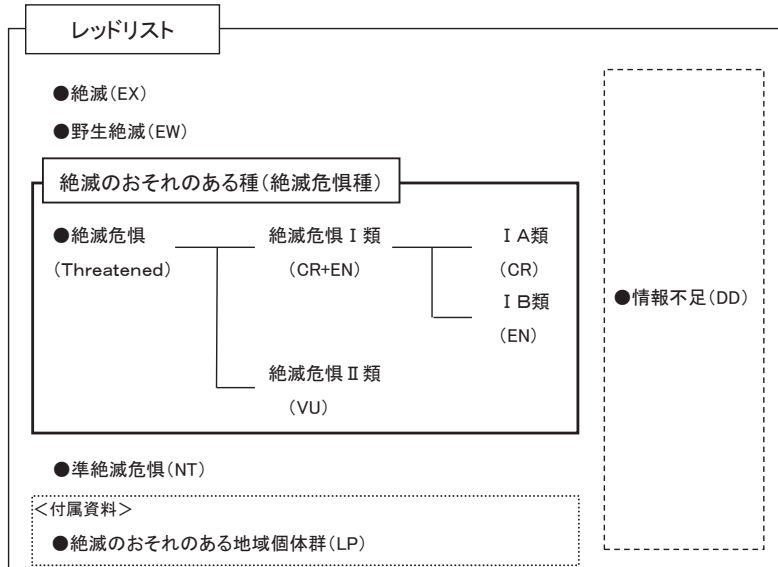 レッドリスト
●絶滅(EX)
●野生絶滅(EW)
絶滅のおそれのある種(絶滅危惧種)
●絶滅危惧
(Threatened)
絶滅危惧Ⅰ類
(CR+EN)
ⅠA類
(CR)
ⅠB類
(EN)
絶滅危惧Ⅱ類
(VU)
●情報不足(DD)
●準絶滅危惧(NT)
<付属資料>
●絶滅のおそれのある地域個体群(LP)